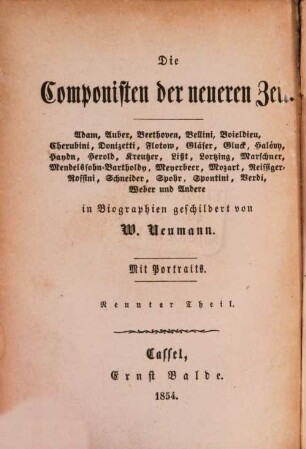 Die
Componisten der neueren Zeit.
Adam, Auber, Beethoven, Bellini, Boieldieu,
Cherubini, Donizetti, Flotow, Gläser, Gluck, Halévy,
Haydn, Herold, Kreutzer, Lißt, Lortzing, Marschner,
Mendelssohn-Bartholdy, Meyerbeer, Mozart, Reissiger-
Rossini, Schneider, Spohr, Spontini, Verdi,
Weber und Andere
in Biographien geschildert von
W. Neumann.
Mit Portraits.
Neunter Theil.
Cassel,
Ernst Balde.
1854.